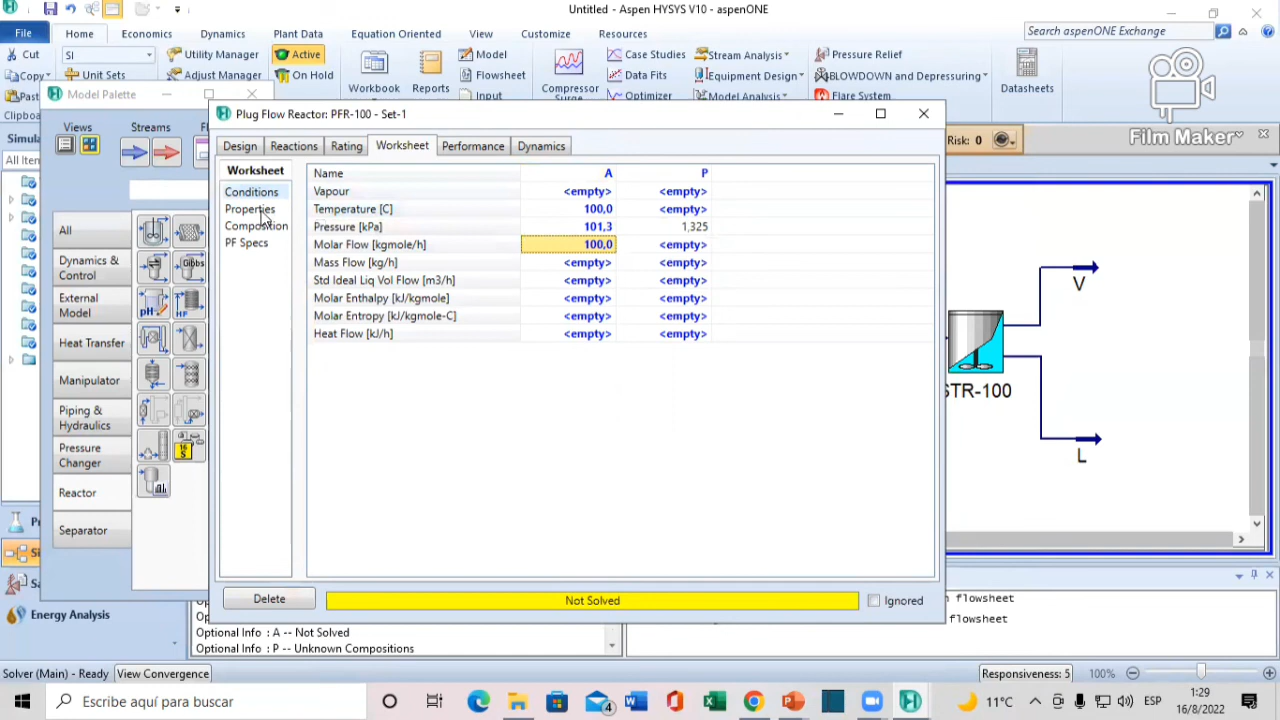 Untitled - Aspen HYSYS V10 - aspenONE
File Home Economics Dynamics Plant Data Equation Oriented View Customize Resources Search aspenONE Exchange
Cut SI Utility Manager Active Model Case Studies Stream Analysis Pressure Relief
Copy Unit Sets Adjust Manager On Hold Workbook Reports Flowsheet Compressor Data Fits Equipment Design BLOWDOWN and Depressuring Datasheets
Input Surge Optimizer Model Analysis Flare System
Clipboard
Model Palette
Film Maker
Plug Flow Reactor: PFR-100 - Set-1
Views Streams
Risk: 0
All Item
Design Reactions Rating Worksheet Performance Dynamics
Worksheet
Conditions
Properties
Composition
PF Specs
Name A P
Vapour <empty> <empty>
Temperature [C] 100,0 <empty>
Pressure [kPa] 101,3 1,325
Molar Flow [kgmole/h] 100,0 <empty>
Mass Flow [kg/h] <empty> <empty>
Std Ideal Liq Vol Flow [m3/h] <empty> <empty>
Molar Enthalpy [kJ/kgmole] <empty> <empty>
Molar Entropy [kJ/kgmole-C] <empty> <empty>
Heat Flow [kJ/h] <empty> <empty>
All
Dynamics & Control
External Model
Heat Transfer
Manipulator
Piping & Hydraulics
Pressure Changer
Reactor
Separator
pH
Gibbs
HF
V
STR-100
L
Delete Not Solved Ignored
Energy Analysis
Optional Info : A -- Not Solved
Optional Info : P -- Unknown Compositions
flowsheet
flowsheet
Solver (Main) - Ready View Convergence Responsiveness: 5 100%
Escribe aquí para buscar 4 11°C ESP 1:29
16/8/2022